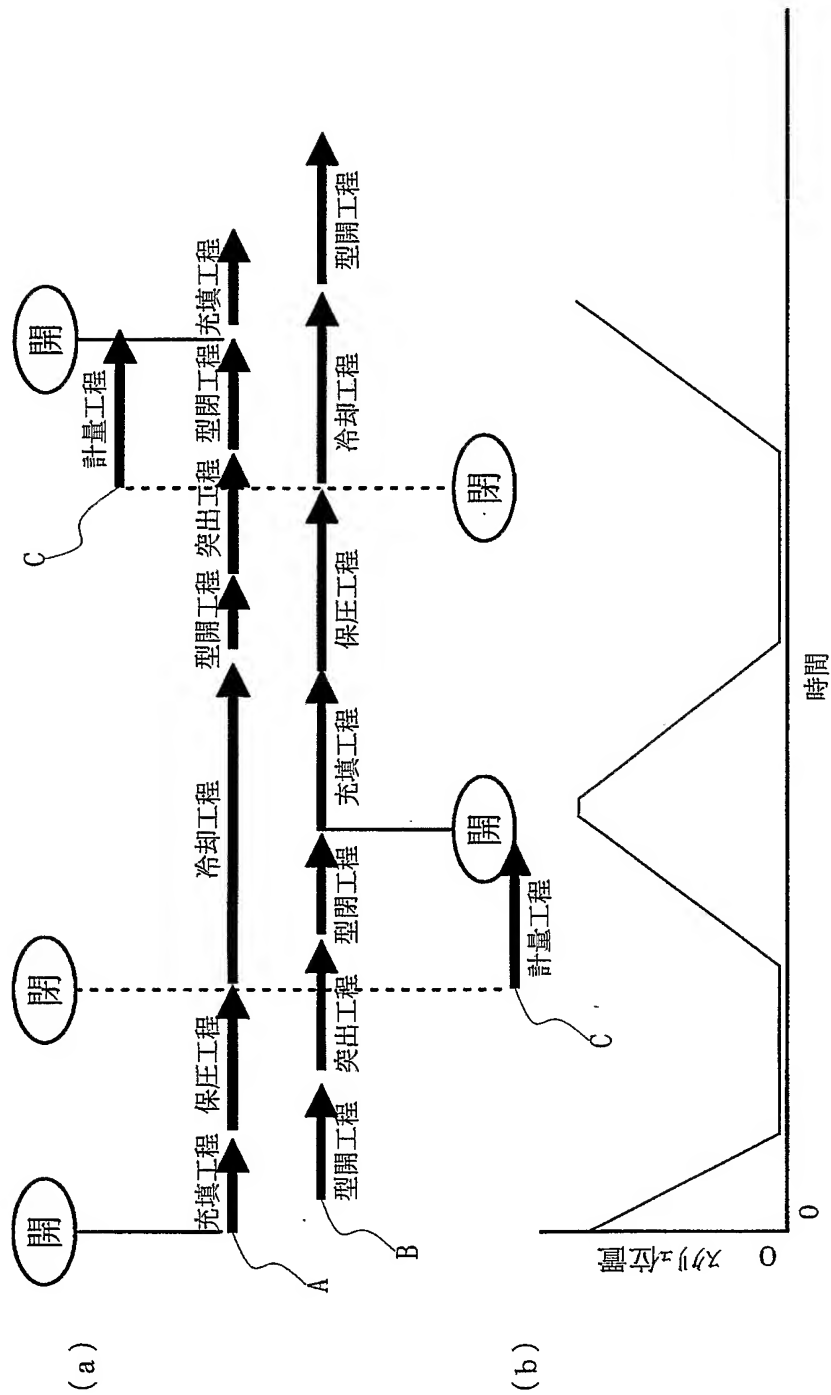 (a)
開
閉
開
C
計量工程
充填工程
保圧工程
冷却工程
型開工程
突出工程
型閉工程
充填工程
A
型開工程
突出工程
型閉工程
充填工程
保圧工程
冷却工程
型開工程
B
開
閉
計量工程
C
(b)
スクリュ位置
0
0
時間